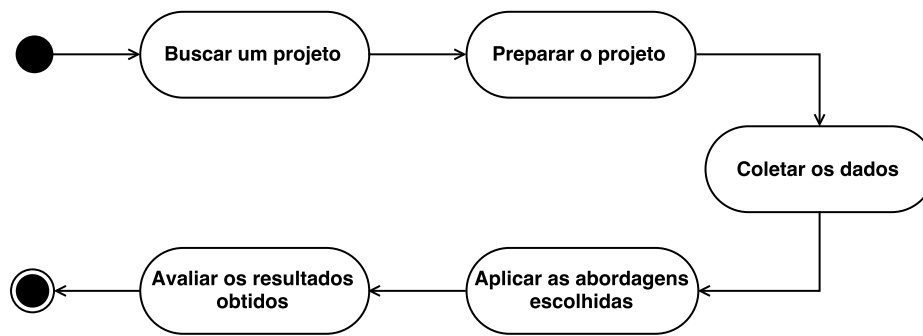 Buscar um projeto
Preparar o projeto
Coletar os dados
Aplicar as abordagens
escolhidas
Avaliar os resultados
obtidos